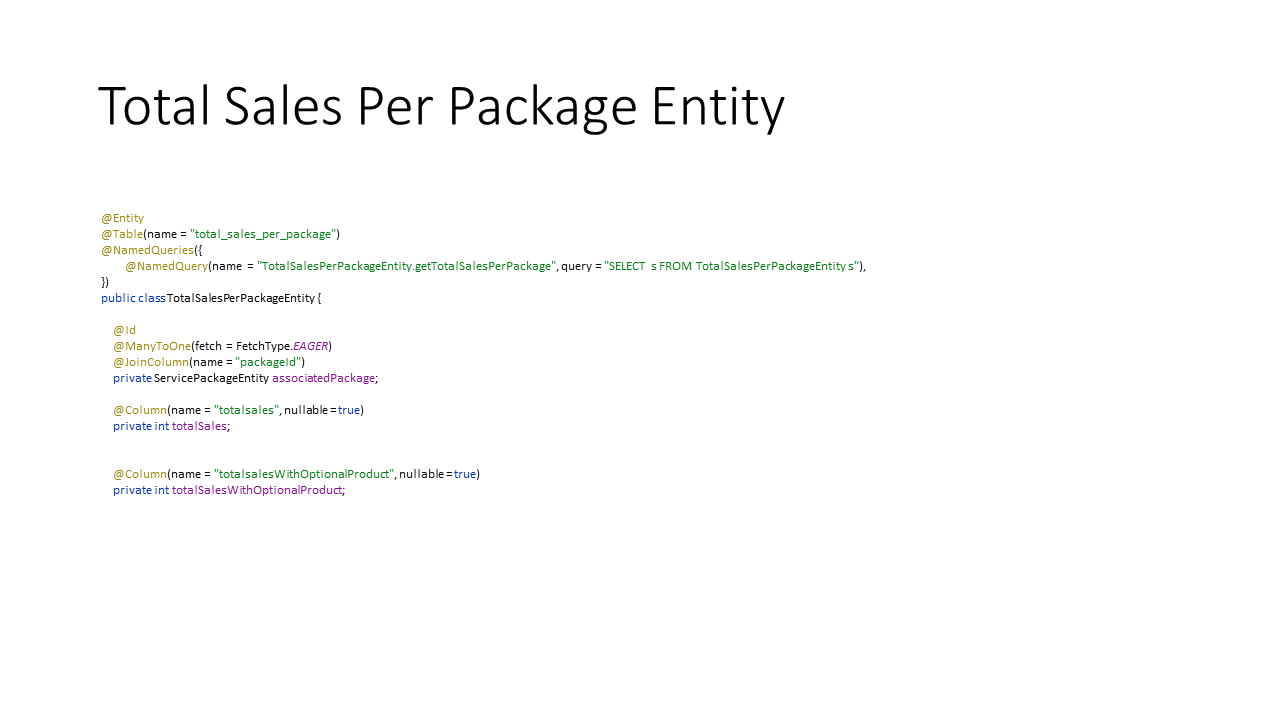 Total Sales Per Package Entity
@Entity
@Table(name = "total_sales_per_package")
@NamedQueries({
@NamedQuery(name = "TotalSalesPerPackageEntity.getTotalSalesPerPackage", query = "SELECT s FROM TotalSalesPerPackageEntity s"),
})
public class TotalSalesPerPackageEntity {
@Id
@ManyToOne(fetch = FetchType.EAGER)
@JoinColumn(name = "packageId")
private ServicePackageEntity associatedPackage;
@Column(name = "totalsales", nullable = true)
private int totalSales;
@Column(name = "totalsalesWithOptionalProduct", nullable = true)
private int totalSalesWithOptionalProduct;